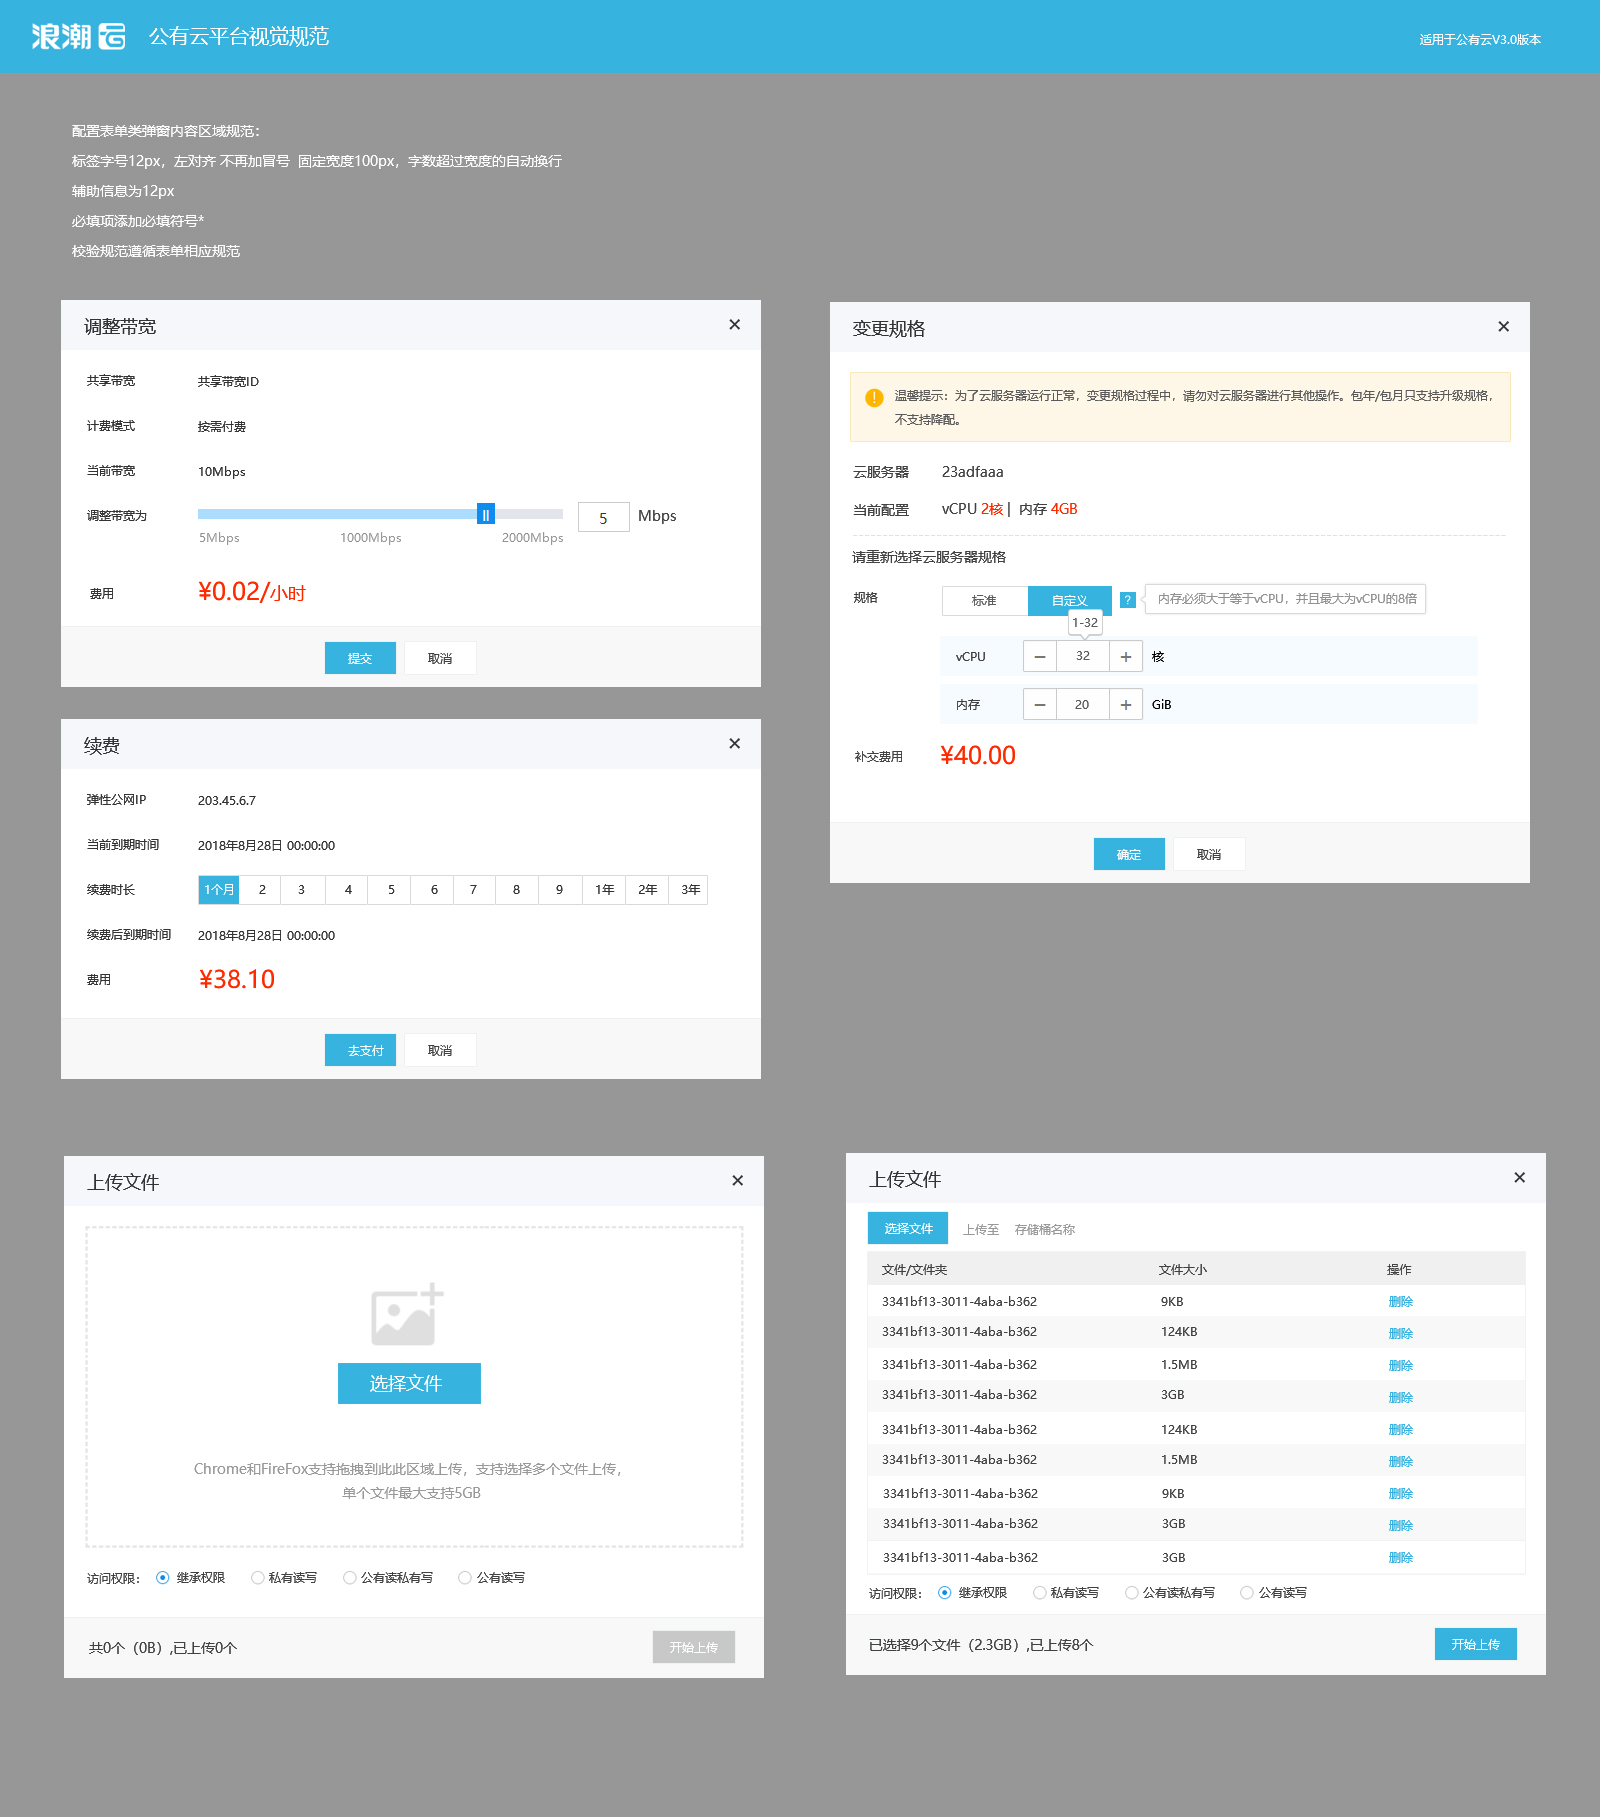 浪潮云 公有云平台视觉规范
适用于公有云V3.0版本
配置表单类弹窗内容区域规范：
标签字号12px，左对齐 不再加冒号 固定宽度100px，字数超过宽度的自动换行
辅助信息为12px
必填项添加必填符号*
校验规范遵循表单相应规范
调整带宽
共享带宽 共享带宽ID
计费模式 按需付费
当前带宽 10Mbps
调整带宽为 5 Mbps
5Mbps 1000Mbps 2000Mbps
费用 ¥0.02/小时
提交 取消
变更规格
温馨提示：为了云服务器运行正常，变更规格过程中，请勿对云服务器进行其他操作。包年/包月只支持升级规格，
不支持降配。
云服务器 23adfaaa
当前配置 vCPU 2核 | 内存 4GB
请重新选择云服务器规格
规格 标准 自定义 ? 内存必须大于等于vCPU，并且最大为vCPU的8倍
1-32
vCPU − 32 + 核
内存 − 20 + GiB
补交费用 ¥40.00
确定 取消
续费
弹性公网IP 203.45.6.7
当前到期时间 2018年8月28日 00:00:00
续费时长 1个月 2 3 4 5 6 7 8 9 1年 2年 3年
续费后到期时间 2018年8月28日 00:00:00
费用 ¥38.10
去支付 取消
上传文件
选择文件
Chrome和FireFox支持拖拽到此此区域上传，支持选择多个文件上传，
单个文件最大支持5GB
访问权限： 继承权限 私有读写 公有读私有写 公有读写
共0个（0B）,已上传0个 开始上传
上传文件
选择文件 上传至 存储桶名称
文件/文件夹 文件大小 操作
3341bf13-3011-4aba-b362 9KB 删除
3341bf13-3011-4aba-b362 124KB 删除
3341bf13-3011-4aba-b362 1.5MB 删除
3341bf13-3011-4aba-b362 3GB 删除
3341bf13-3011-4aba-b362 124KB 删除
3341bf13-3011-4aba-b362 1.5MB 删除
3341bf13-3011-4aba-b362 9KB 删除
3341bf13-3011-4aba-b362 3GB 删除
3341bf13-3011-4aba-b362 3GB 删除
访问权限： 继承权限 私有读写 公有读私有写 公有读写
已选择9个文件（2.3GB）,已上传8个 开始上传